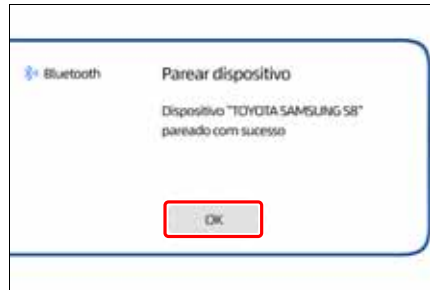 Bluetooth
Parear dispositivo
Dispositivo "TOYOTA SAMSUNG S8"
pareado com sucesso
OK